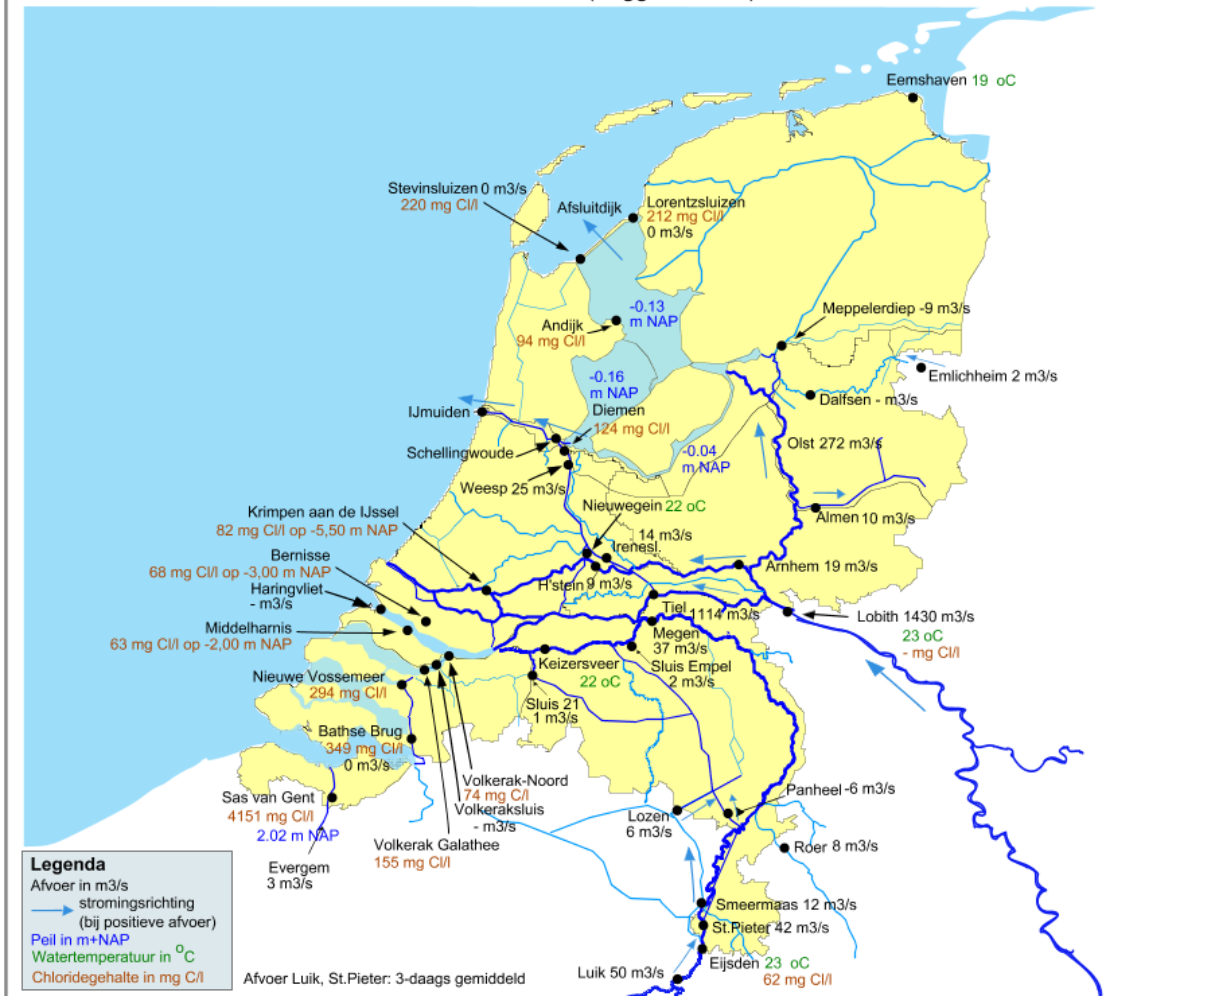 Eemshaven 19 oC
Stevinsluizen 0 m3/s
220 mg Cl/l
Afsluitdijk
Lorentzsluizen
212 mg Cl/l
0 m3/s
-0.13
m NAP
Meppelerdiep -9 m3/s
Andijk
94 mg Cl/l
Emlichheim 2 m3/s
-0.16
m NAP
Dalfsen - m3/s
IJmuiden
Diemen
124 mg Cl/l
Schellingwoude
Olst 272 m3/s
-0.04
m NAP
Weesp 25 m3/s
Nieuwegein 22 oC
Krimpen aan de IJssel
82 mg Cl/l op -5,50 m NAP
Almen 10 m3/s
14 m3/s
Irenesl.
Bernisse
68 mg Cl/l op -3,00 m NAP
Arnhem 19 m3/s
H'stein 9 m3/s
Haringvliet
- m3/s
Tiel 1114 m3/s
Lobith 1430 m3/s
23 oC
- mg Cl/l
Middelharnis
63 mg Cl/l op -2,00 m NAP
Megen
37 m3/s
Keizersveer
22 oC
Sluis Empel
2 m3/s
Nieuwe Vossemeer
294 mg Cl/l
Sluis 21
1 m3/s
Bathse Brug
349 mg Cl/l
0 m3/s
Volkerak-Noord
74 mg C/l
Volkeraksluis
- m3/s
Panheel -6 m3/s
Sas van Gent
4151 mg Cl/l
2.02 m NAP
Lozen
6 m3/s
Volkerak Galathee
155 mg Cl/l
Roer 8 m3/s
Evergem
3 m3/s
Smeermaas 12 m3/s
St.Pieter 42 m3/s
Eijsden 23 oC
62 mg Cl/l
Luik 50 m3/s
Legenda
Afvoer in m3/s
stromingsrichting
(bij positieve afvoer)
Peil in m+NAP
Watertemperatuur in oC
Chloridegehalte in mg C/l
Afvoer Luik, St.Pieter: 3-daags gemiddeld